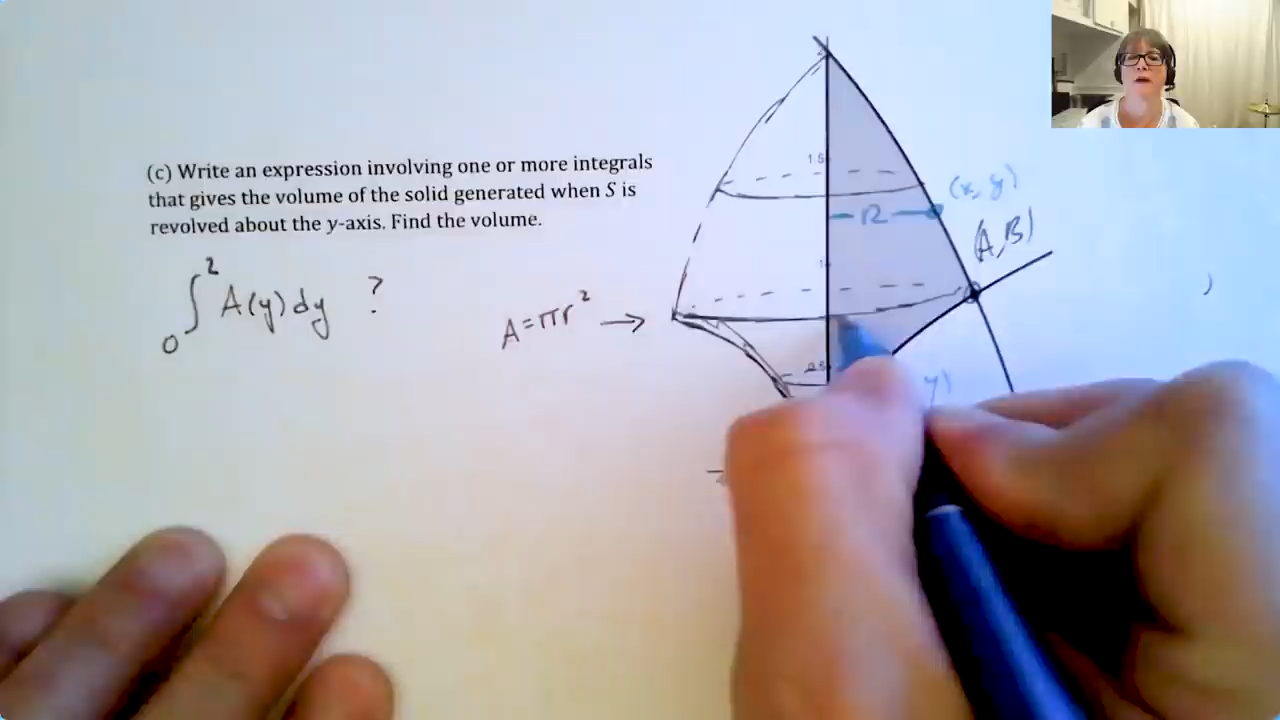 (c) Write an expression involving one or more integrals
that gives the volume of the solid generated when S is
revolved about the y-axis. Find the volume.
∫₀² A(y) dy ?
A = πr² →
1.5
R
(x, y)
(A, B)
1
0.5
y)